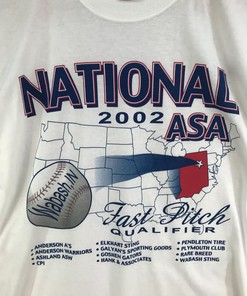 NATIONAL
2002 ASA
Wabash IN
Fast Pitch
QUALIFIER
• ANDERSON A'S
• ANDERSON WARRIORS
• ASHLAND ASW
• CPI
• ELKHART STING
• GALYAN'S SPORTING GOODS
• GOSHEN GATORS
• HANK & ASSOCIATES
• PENDLETON TIRE
• PLYMOUTH CLUB
• RARE BREED
• WABASH STING